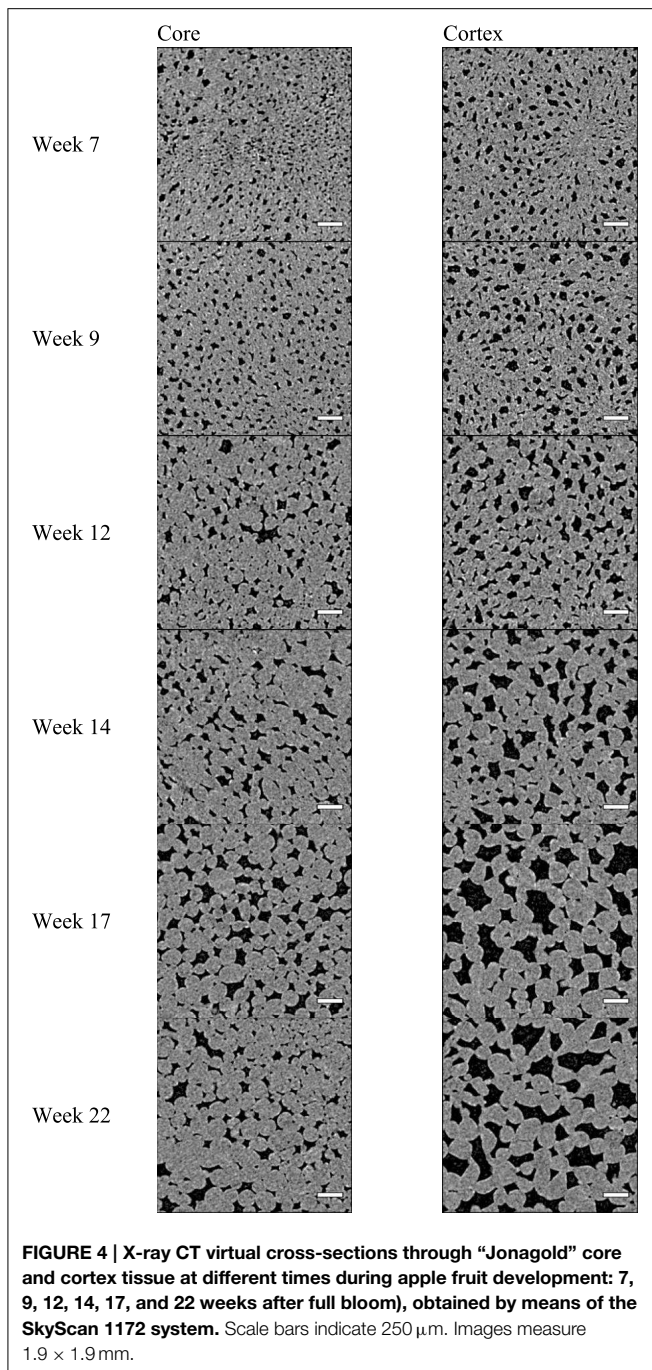 Core Cortex
Week 7
Week 9
Week 12
Week 14
Week 17
Week 22
FIGURE 4 | X-ray CT virtual cross-sections through “Jonagold” core
and cortex tissue at different times during apple fruit development: 7,
9, 12, 14, 17, and 22 weeks after full bloom), obtained by means of the
SkyScan 1172 system. Scale bars indicate 250 μm. Images measure
1.9 × 1.9 mm.